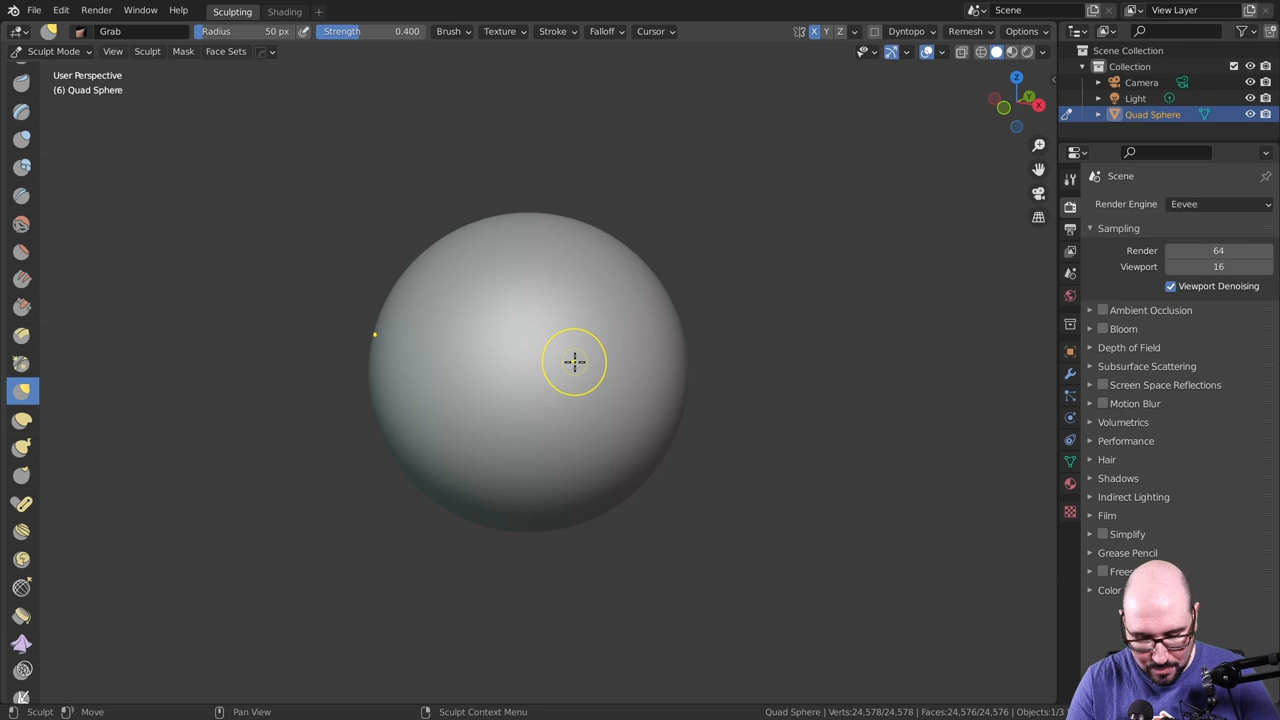 File Edit Render Window Help Sculpting Shading + Scene View Layer
Grab Radius 50 px Strength 0.400 Brush Texture Stroke Falloff Cursor X Y Z Dyntopo Remesh Options
Sculpt Mode View Sculpt Mask Face Sets
Scene Collection
Collection
Camera
Light
Quad Sphere
User Perspective
(6) Quad Sphere
Z
Y
X
Scene
Render Engine Eevee
Sampling
Render 64
Viewport 16
Viewport Denoising
Ambient Occlusion
Bloom
Depth of Field
Subsurface Scattering
Screen Space Reflections
Motion Blur
Volumetrics
Performance
Hair
Shadows
Indirect Lighting
Film
Simplify
Grease Pencil
Frees
Color
Sculpt Move Pan View Sculpt Context Menu Quad Sphere | Verts:24,578/24,578 | Faces:24,576/24,576 | Objects:1/3